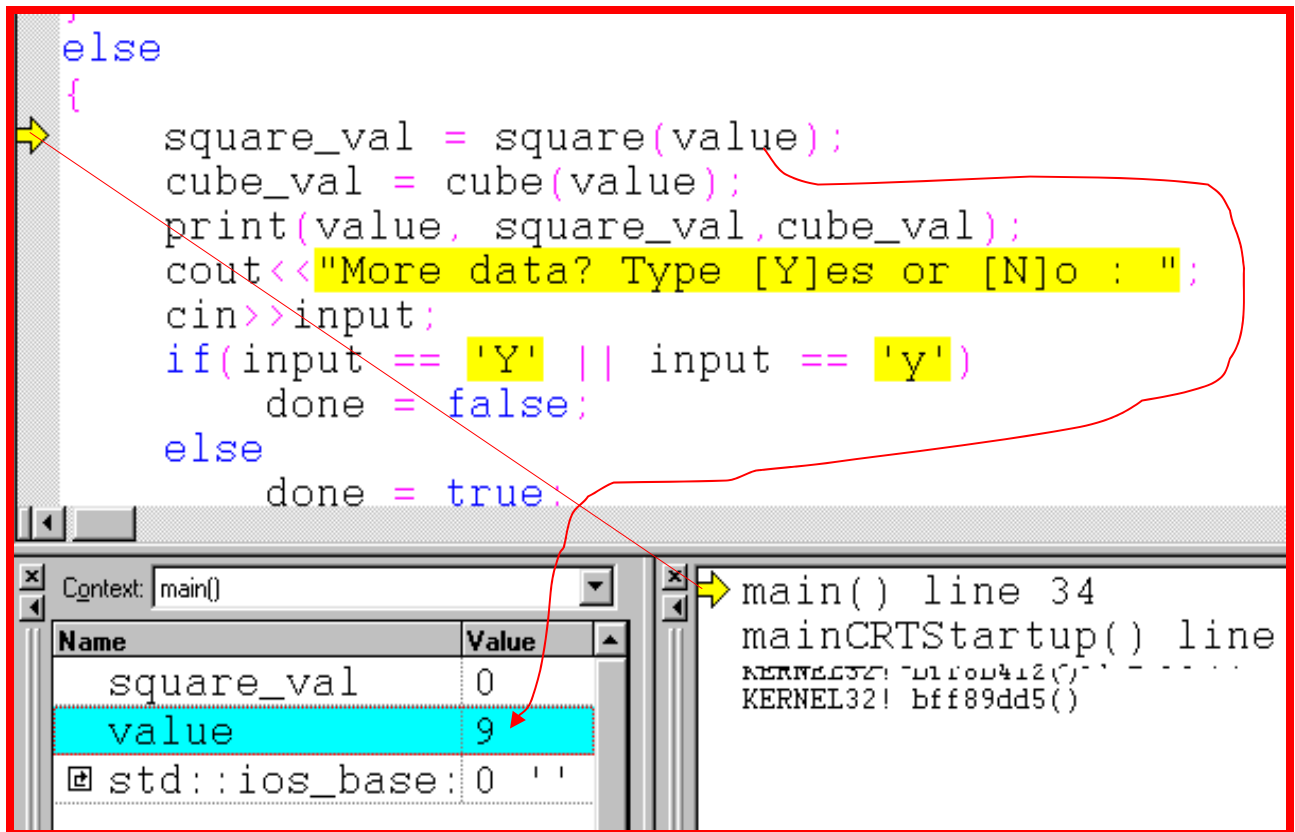 }
else
{
square_val = square(value);
cube_val = cube(value);
print(value, square_val,cube_val);
cout<<"More data? Type [Y]es or [N]o : ";
cin>>input;
if(input == 'Y' || input == 'y')
done = false;
else
done = true;
Context: main()
Name Value
square_val 0
value 9
std::ios_base: 0 ''
main() line 34
mainCRTStartup() line
KERNEL32! bff89dd5()